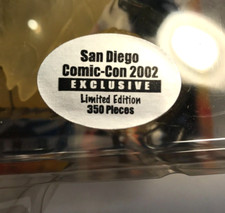 San Diego
Comic-Con 2002
EXCLUSIVE
Limited Edition
350 Pieces